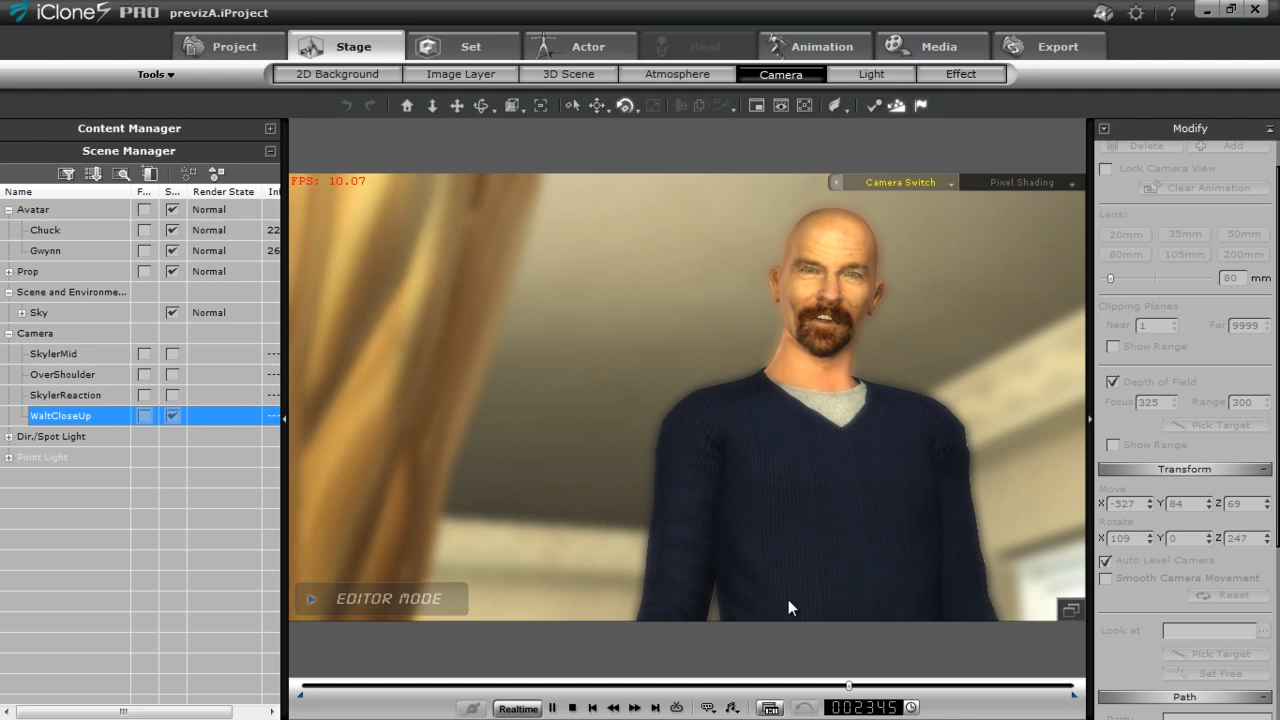 iClone5 PRO previzA.iProject
Project Stage Set Actor Head Animation Media Export
Tools
2D Background Image Layer 3D Scene Atmosphere Camera Light Effect
Content Manager
Scene Manager
Name F... S... Render State
Avatar Normal
Chuck Normal 22
Gwynn Normal 26
Prop Normal
Scene and Environme...
Sky Normal
Camera
SkylerMid ---
OverShoulder ---
SkylerReaction ---
WaltCloseUp ---
Dir./Spot Light
Point Light
FPS: 10.07
Camera Switch Pixel Shading
EDITOR MODE
Realtime 002345
Modify
Delete Add
Lock Camera View
Clear Animation
Lens:
20mm 35mm 50mm
80mm 105mm 200mm
80 mm
Clipping Planes
Near 1 Far 9999
Show Range
Depth of Field
Focus 325 Range 300
Pick Target
Show Range
Transform
Move
X -527 Y 84 Z 69
Rotate
X 109 Y 0 Z 247
Auto Level Camera
Smooth Camera Movement
Reset
Look at
Pick Target
Set Free
Path